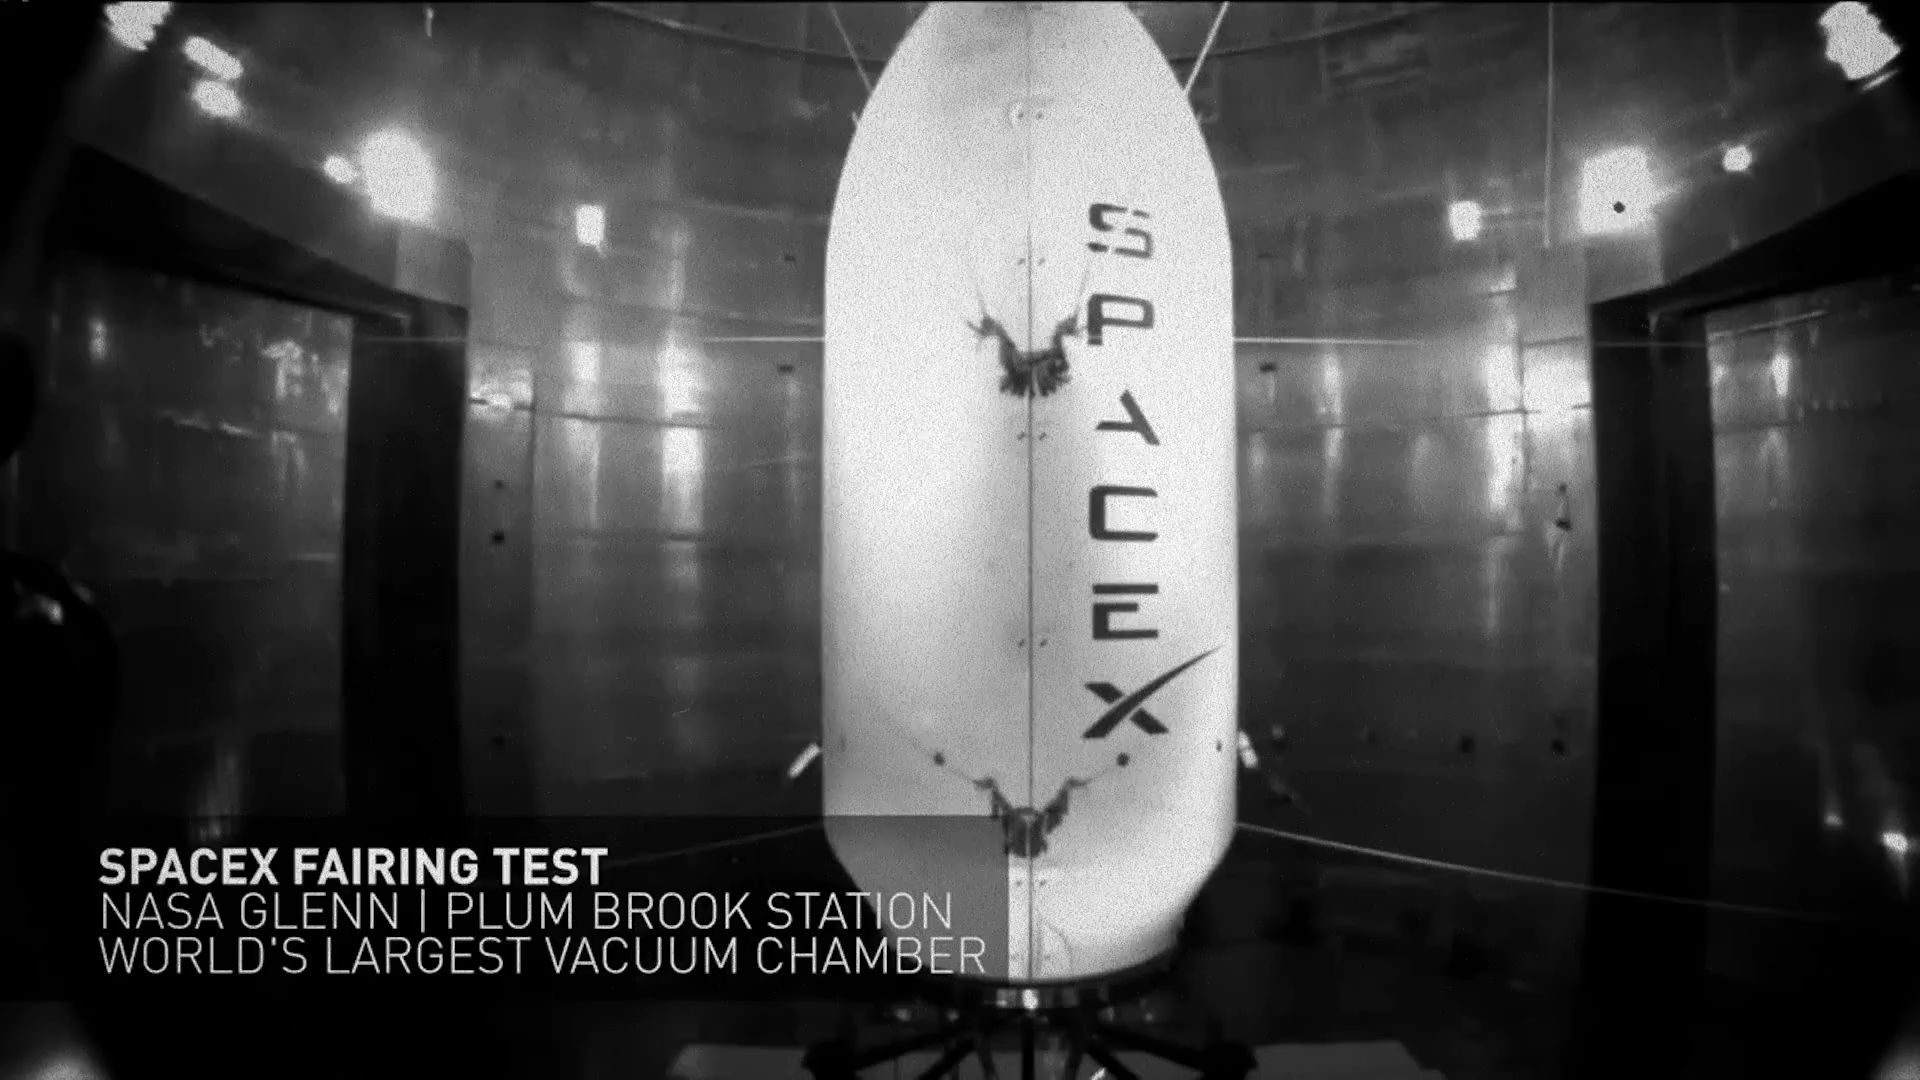 SPACEX
SPACEX FAIRING TEST
NASA GLENN | PLUM BROOK STATION
WORLD'S LARGEST VACUUM CHAMBER